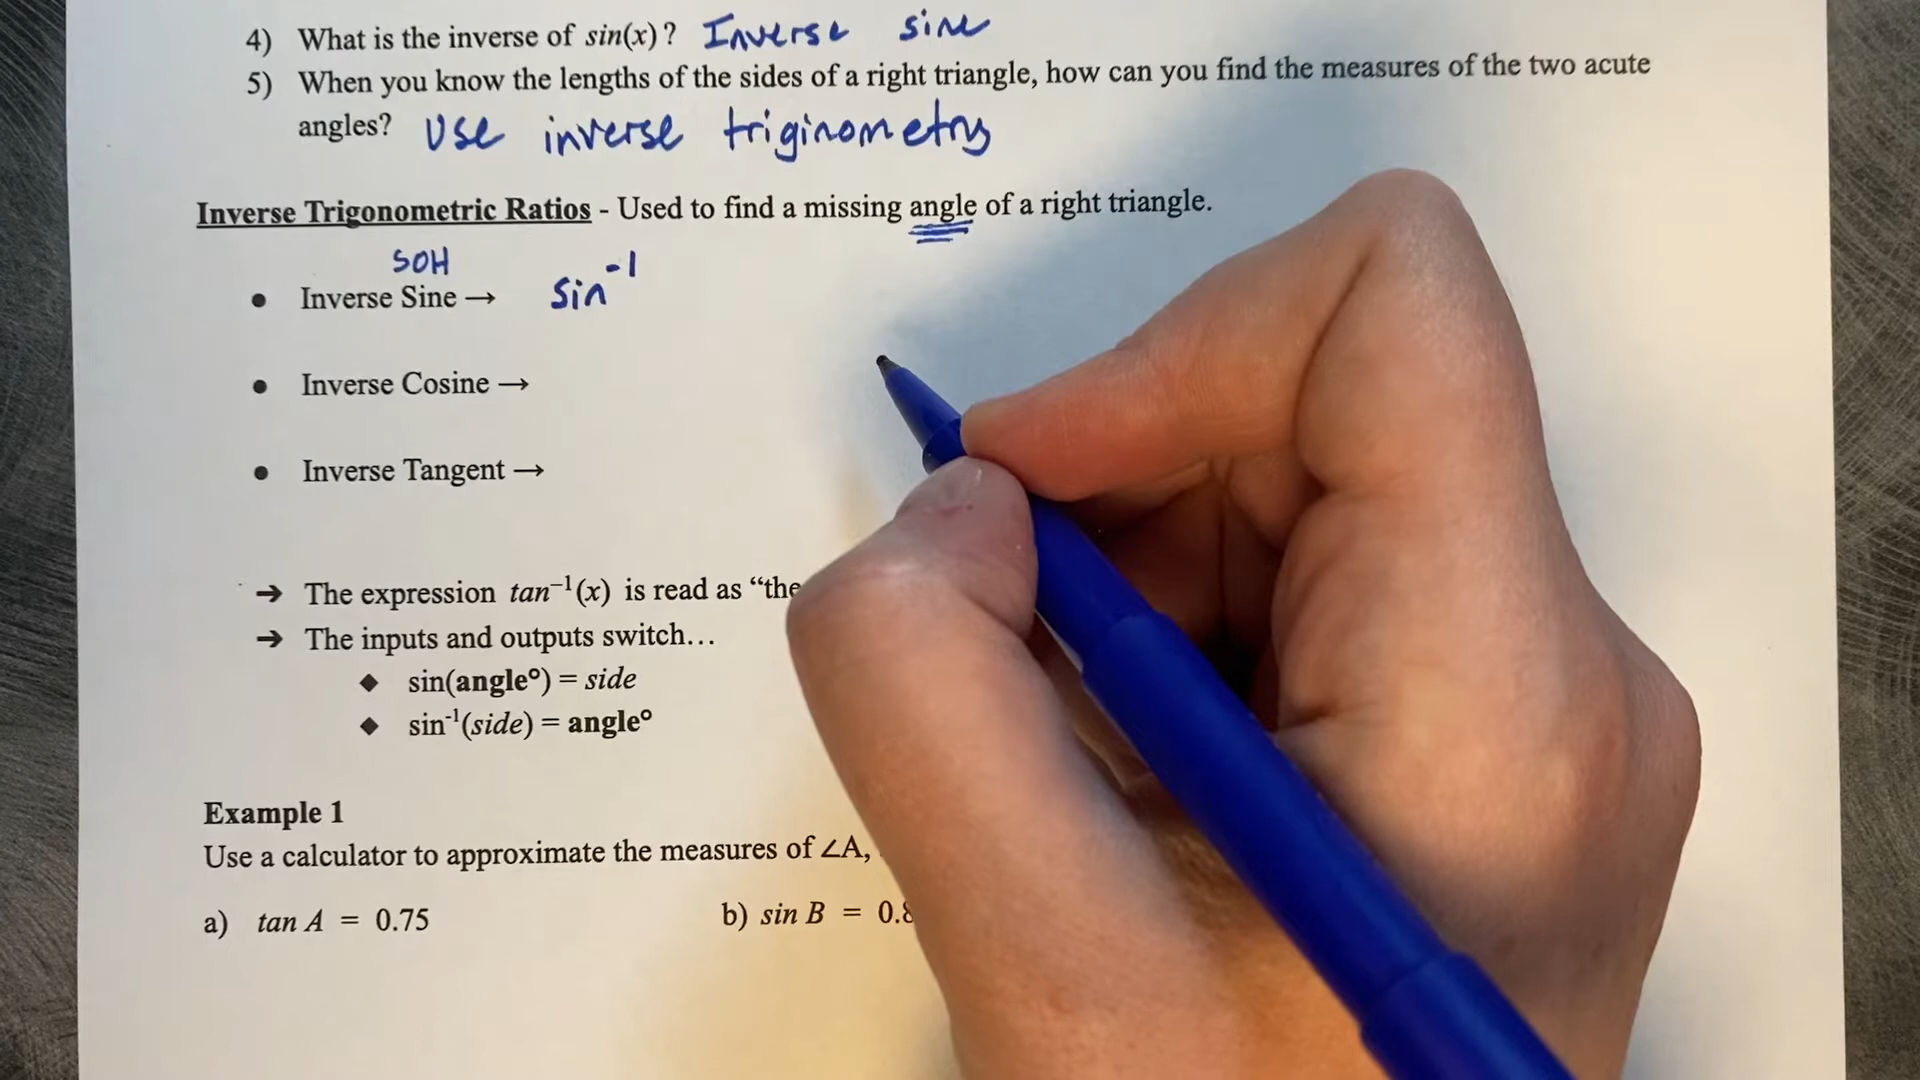 4) What is the inverse of sin(x)? Inverse sine
5) When you know the lengths of the sides of a right triangle, how can you find the measures of the two acute
angles? Use inverse triginometry
Inverse Trigonometric Ratios - Used to find a missing angle of a right triangle.
SOH
● Inverse Sine → sin⁻¹
● Inverse Cosine →
● Inverse Tangent →
➔ The expression tan⁻¹(x) is read as “the
➔ The inputs and outputs switch…
◆ sin(angle°) = side
◆ sin⁻¹(side) = angle°
Example 1
Use a calculator to approximate the measures of ∠A,
a) tan A = 0.75
b) sin B = 0.8